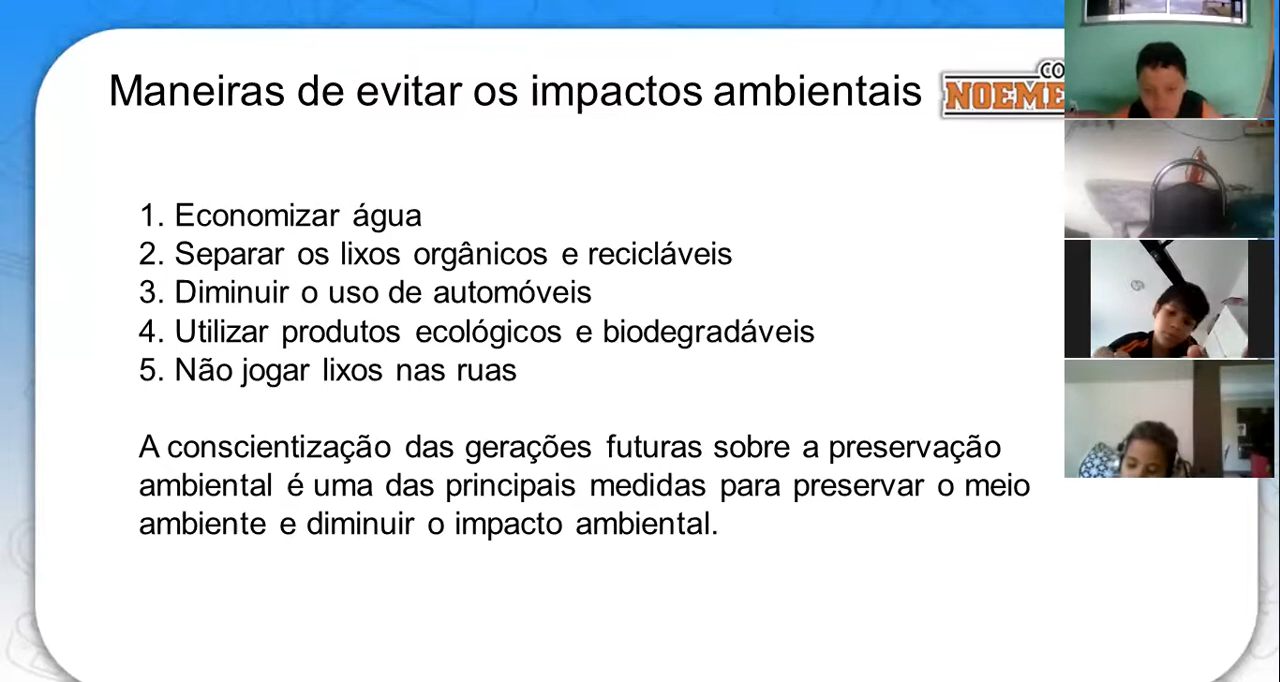 Maneiras de evitar os impactos ambientais
CO
NOEME
1. Economizar água
2. Separar os lixos orgânicos e recicláveis
3. Diminuir o uso de automóveis
4. Utilizar produtos ecológicos e biodegradáveis
5. Não jogar lixos nas ruas
A conscientização das gerações futuras sobre a preservação
ambiental é uma das principais medidas para preservar o meio
ambiente e diminuir o impacto ambiental.